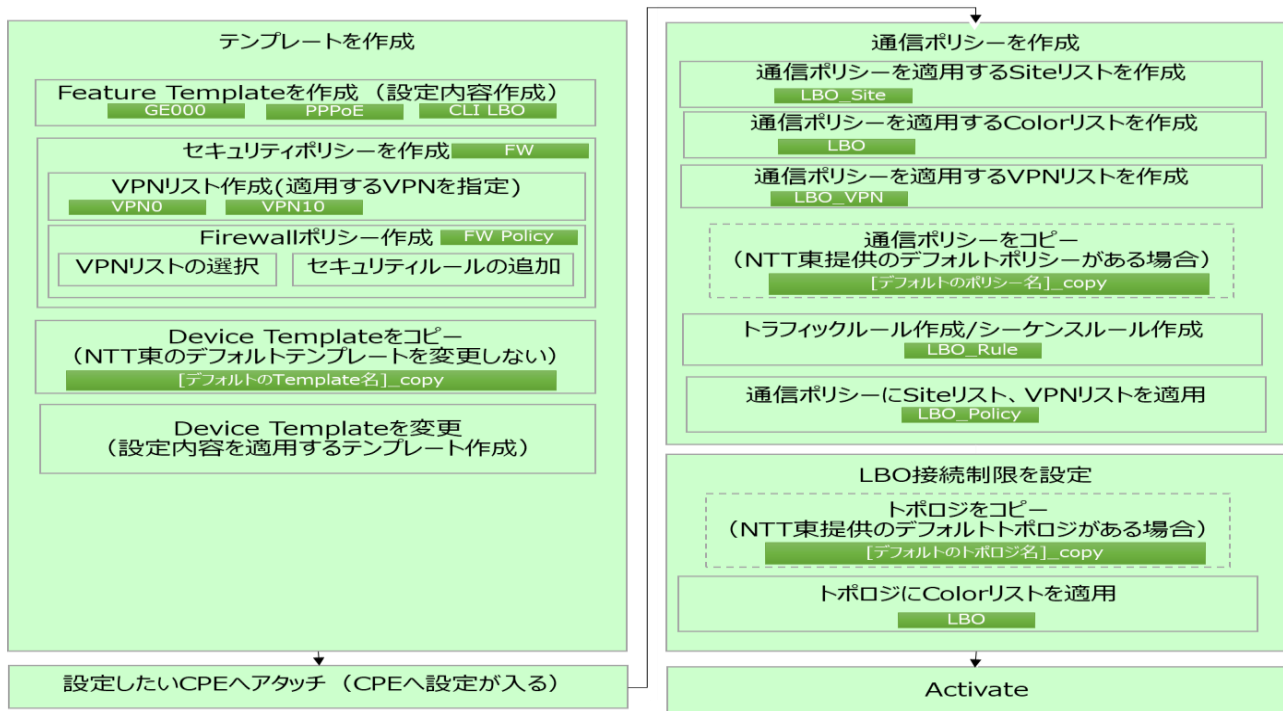 テンプレートを作成
Feature Templateを作成（設定内容作成）
GE000 PPPoE CLI LBO
セキュリティポリシーを作成 FW
VPNリスト作成(適用するVPNを指定)
VPN0 VPN10
Firewallポリシー作成 FW Policy
VPNリストの選択 セキュリティルールの追加
Device Templateをコピー
（NTT東のデフォルトテンプレートを変更しない）
[デフォルトのTemplate名]_copy
Device Templateを変更
（設定内容を適用するテンプレート作成）
設定したいCPEへアタッチ（CPEへ設定が入る）
通信ポリシーを作成
通信ポリシーを適用するSiteリストを作成
LBO_Site
通信ポリシーを適用するColorリストを作成
LBO
通信ポリシーを適用するVPNリストを作成
LBO_VPN
通信ポリシーをコピー
（NTT東提供のデフォルトポリシーがある場合）
[デフォルトのポリシー名]_copy
トラフィックルール作成/シーケンスルール作成
LBO_Rule
通信ポリシーにSiteリスト、VPNリストを適用
LBO_Policy
LBO接続制限を設定
トポロジをコピー
（NTT東提供のデフォルトトポロジがある場合）
[デフォルトのトポロジ名]_copy
トポロジにColorリストを適用
LBO
Activate